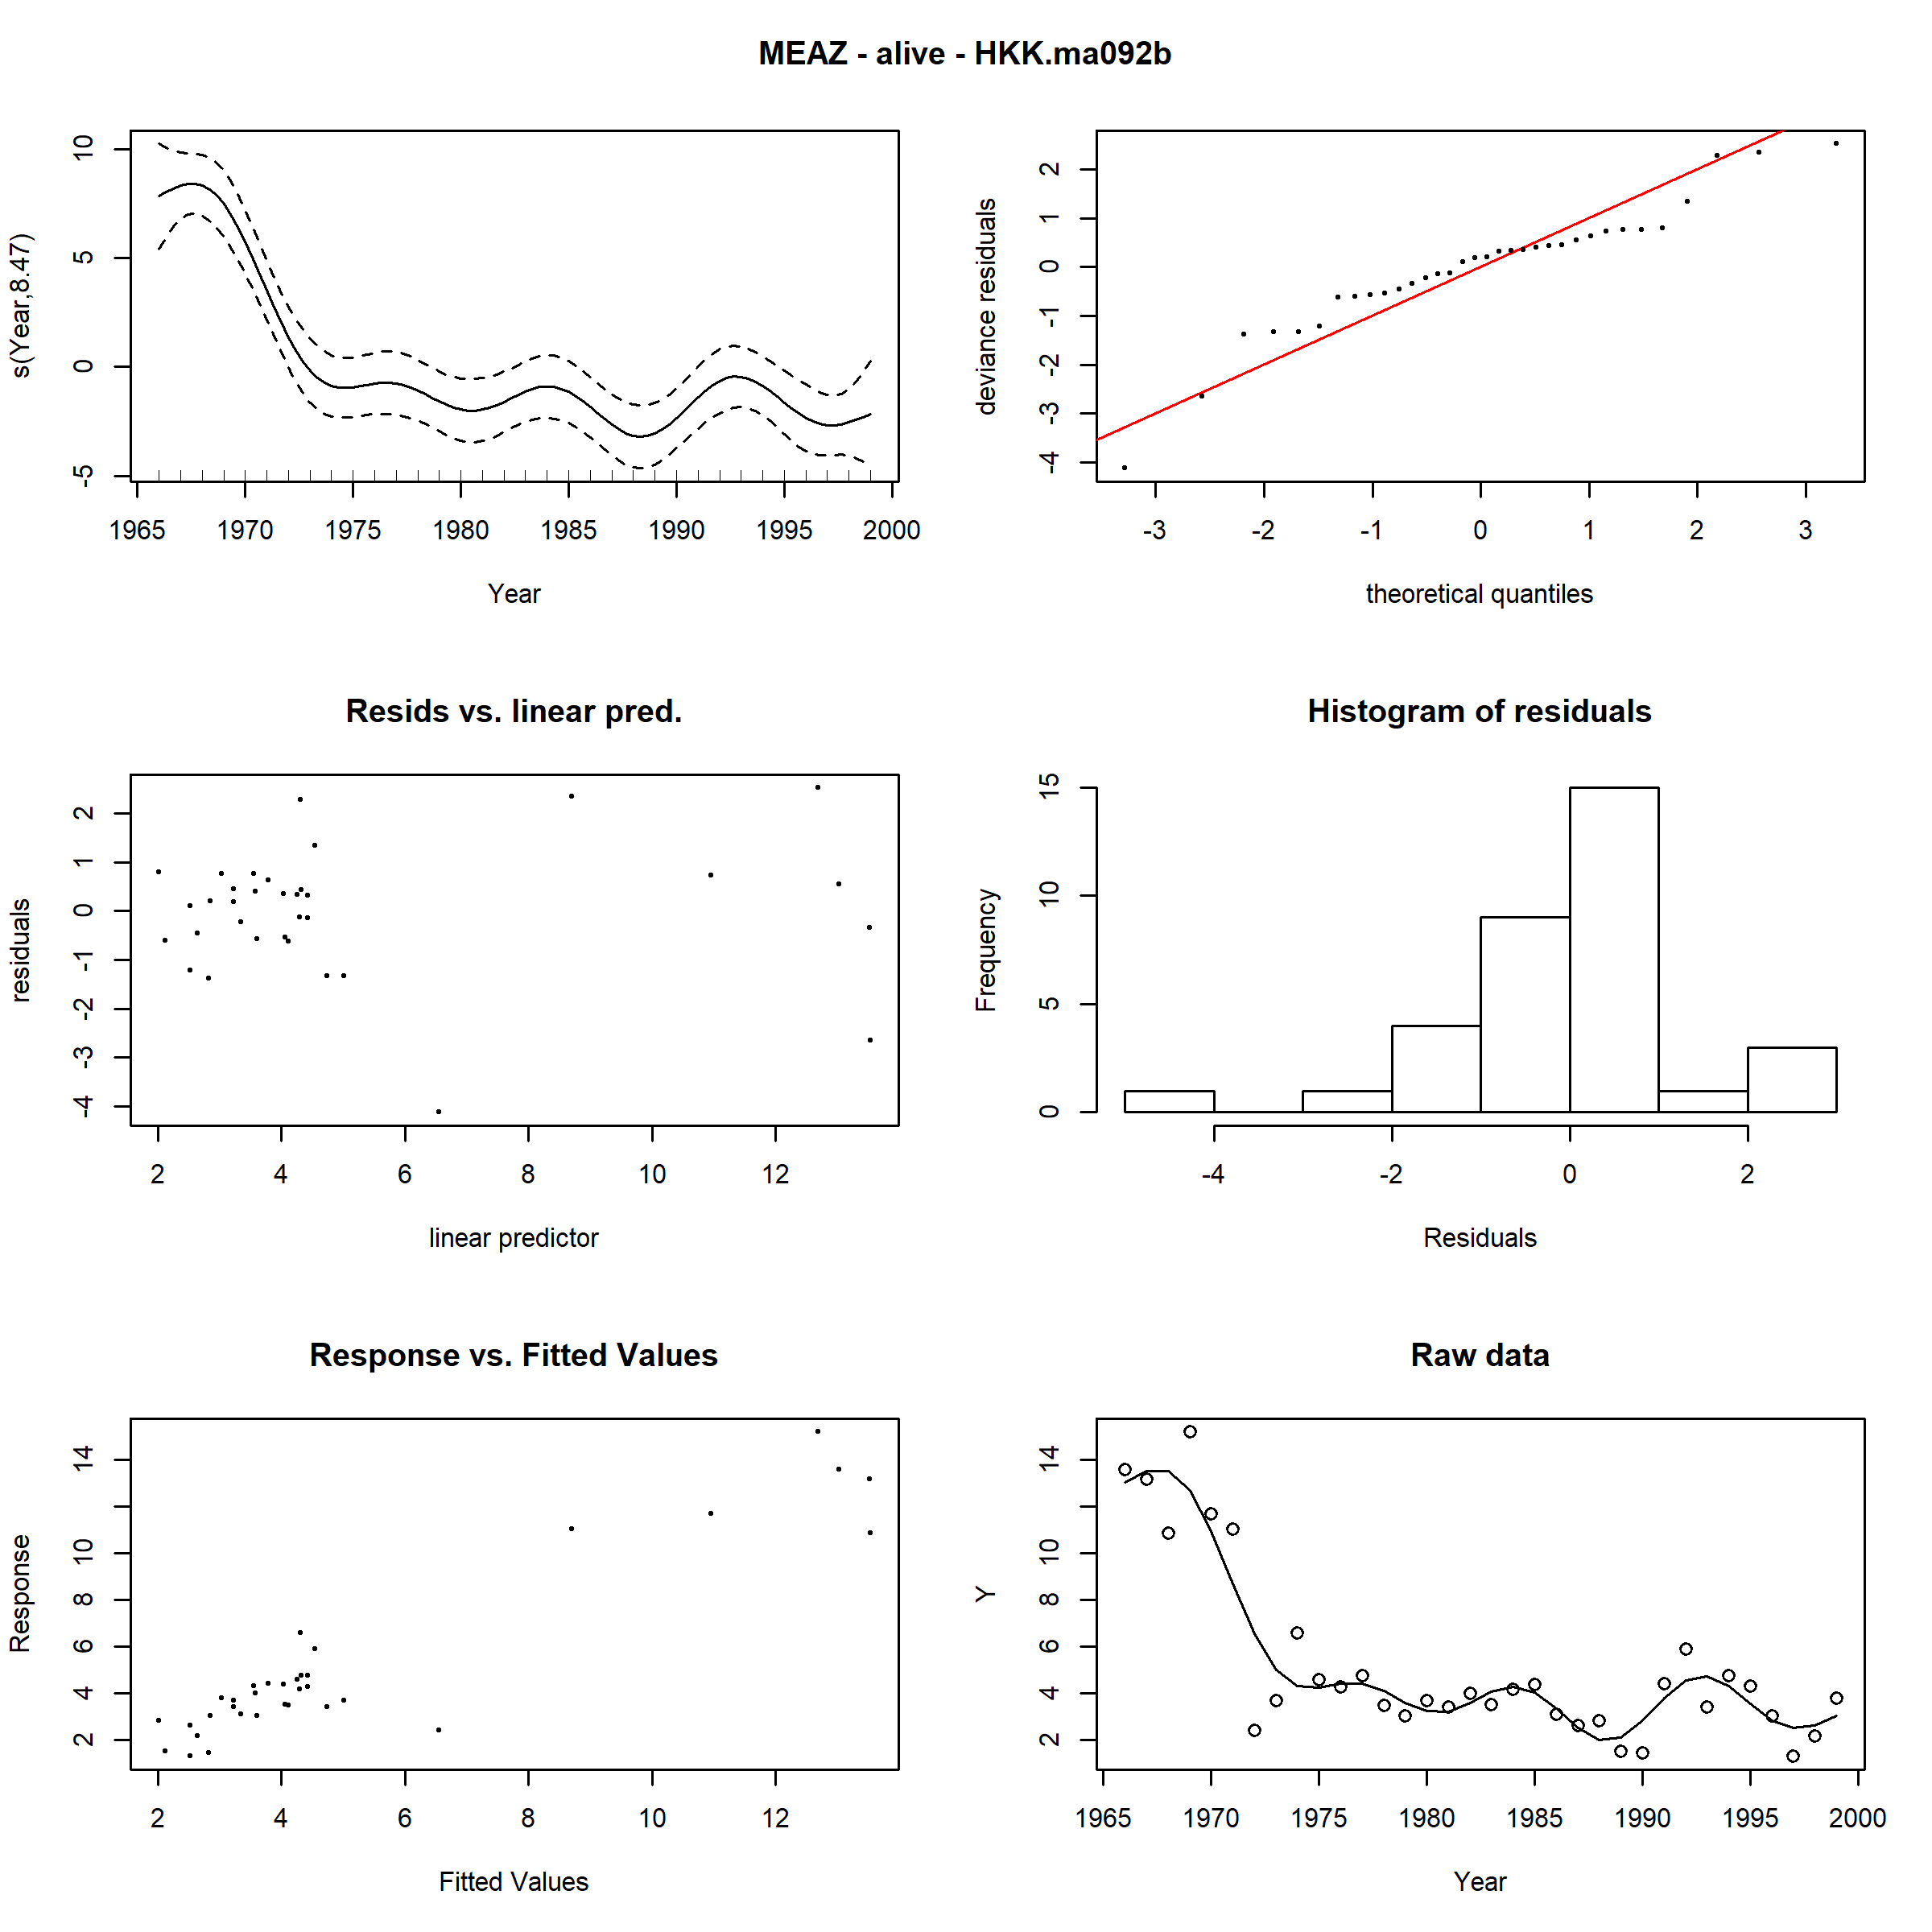 MEAZ - alive - HKK.ma092b
10
5
0
-5
s(Year,8.47)
1965 1970 1975 1980 1985 1990 1995 2000
Year
2
1
0
-1
-2
-3
-4
deviance residuals
-3 -2 -1 0 1 2 3
theoretical quantiles
Resids vs. linear pred.
2
1
0
-1
-2
-3
-4
residuals
2 4 6 8 10 12
linear predictor
Histogram of residuals
15
10
5
0
Frequency
-4 -2 0 2
Residuals
Response vs. Fitted Values
14
10
8
6
4
2
Response
2 4 6 8 10 12
Fitted Values
Raw data
14
10
8
6
4
2
Y
1965 1970 1975 1980 1985 1990 1995 2000
Year